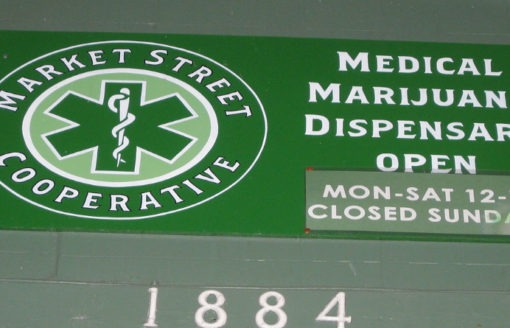 MARKET STREET
COOPERATIVE
MEDICAL
MARIJUAN
DISPENSAR
OPEN
MON-SAT 12-
CLOSED SUNDA
1884